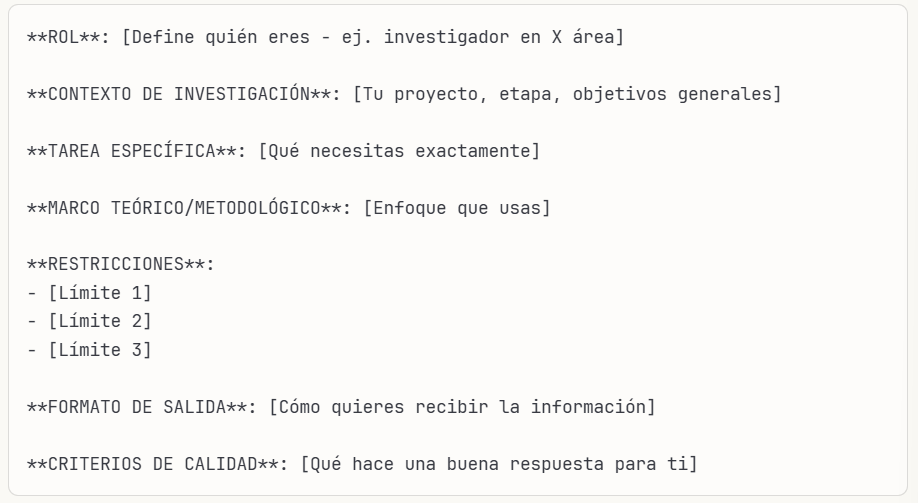 **ROL**: [Define quién eres - ej. investigador en X área]
**CONTEXTO DE INVESTIGACIÓN**: [Tu proyecto, etapa, objetivos generales]
**TAREA ESPECÍFICA**: [Qué necesitas exactamente]
**MARCO TEÓRICO/METODOLÓGICO**: [Enfoque que usas]
**RESTRICCIONES**:
- [Límite 1]
- [Límite 2]
- [Límite 3]
**FORMATO DE SALIDA**: [Cómo quieres recibir la información]
**CRITERIOS DE CALIDAD**: [Qué hace una buena respuesta para ti]